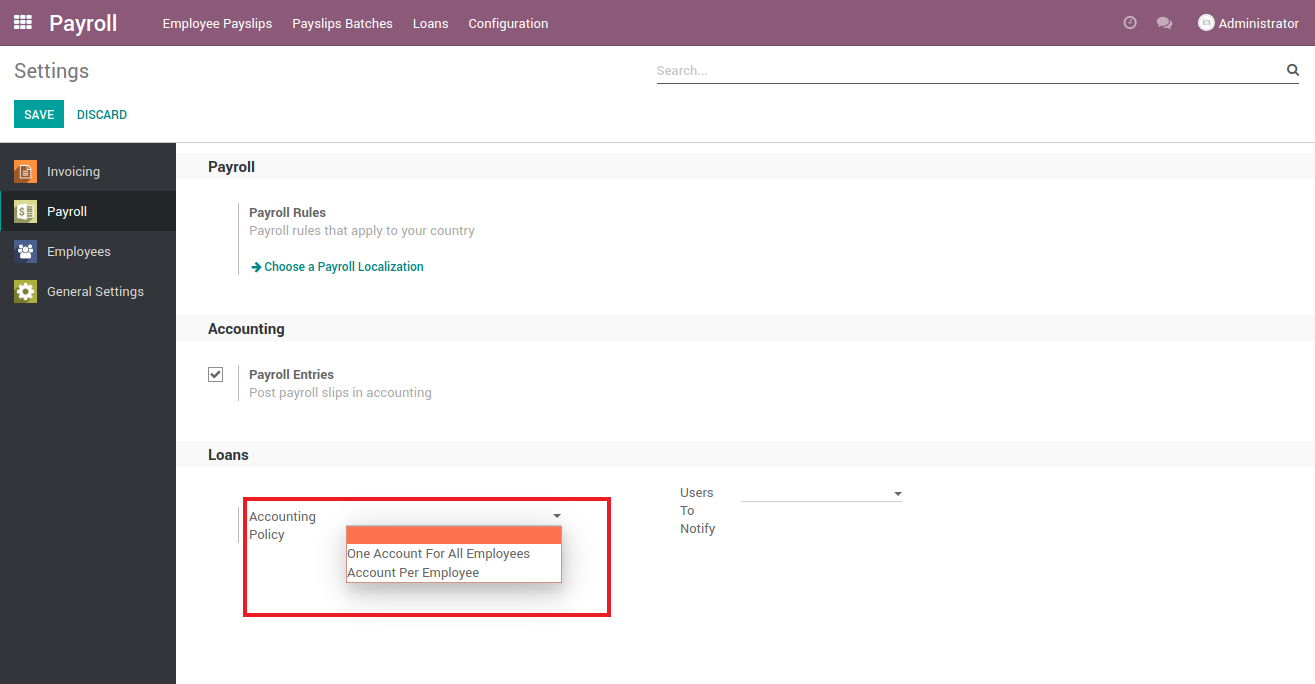 Payroll Employee Payslips Payslips Batches Loans Configuration Administrator
Settings Search...
SAVE DISCARD
Invoicing
Payroll
Employees
General Settings
Payroll
Payroll Rules
Payroll rules that apply to your country
Choose a Payroll Localization
Accounting
Payroll Entries
Post payroll slips in accounting
Loans
Accounting
Policy
One Account For All Employees
Account Per Employee
Users
To
Notify